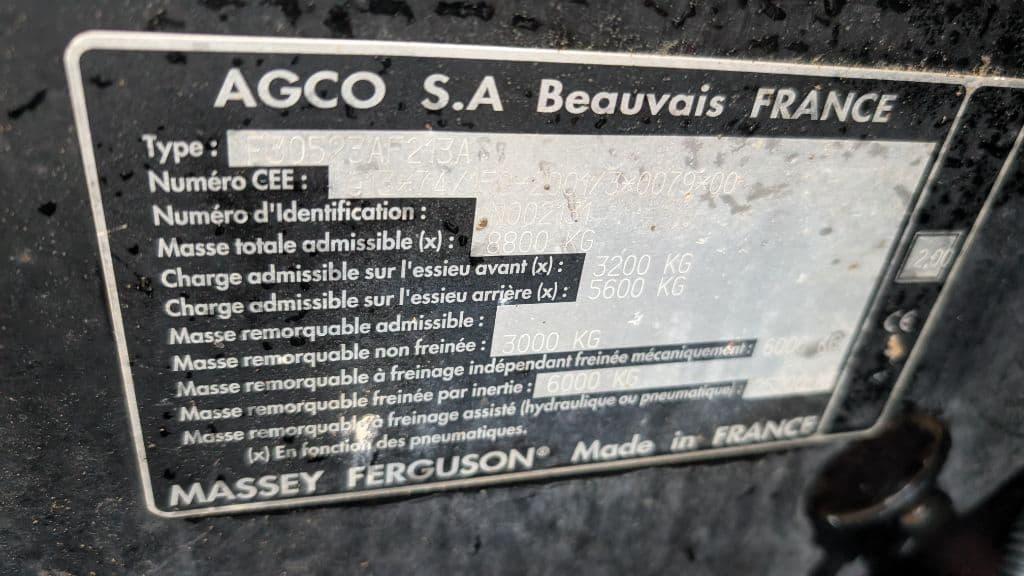 AGCO S.A Beauvais FRANCE
Type :
Numéro CEE :
Numéro d'Identification :
Masse totale admissible (x) : 8800 KG
Charge admissible sur l'essieu avant (x) : 3200 KG
Charge admissible sur l'essieu arrière (x) : 5600 KG
Masse remorquable admissible :
Masse remorquable non freinée : 3000 KG
Masse remorquable à freinage indépendant freinée mécaniquement : 6000 KG
Masse remorquable freinée par inertie : 6000 KG
Masse remorquable à freinage assisté (hydraulique ou pneumatique) :
(x) En fonction des pneumatiques.
MASSEY FERGUSON® Made in FRANCE
CE